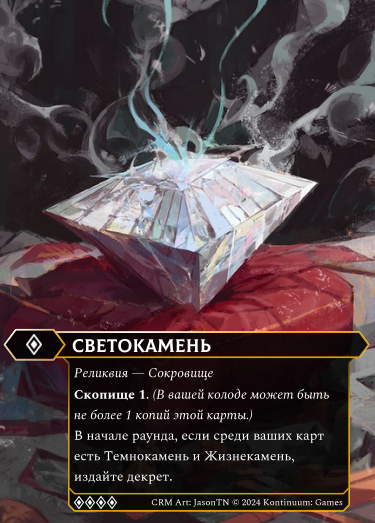 СВЕТОКАМЕНЬ
Реликвия — Сокровище
Скопище 1. (В вашей колоде может быть
не более 1 копий этой карты.)
В начале раунда, если среди ваших карт
есть Темнокамень и Жизнекамень,
издайте декрет.
CRM Art: JasonTN © 2024 Kontinuum: Games